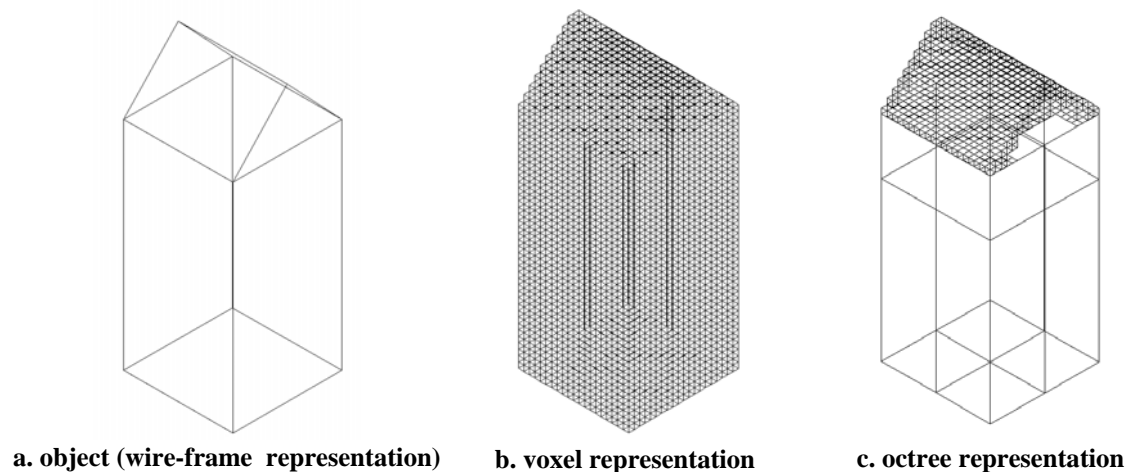 a. object (wire-frame representation)
b. voxel representation
c. octree representation